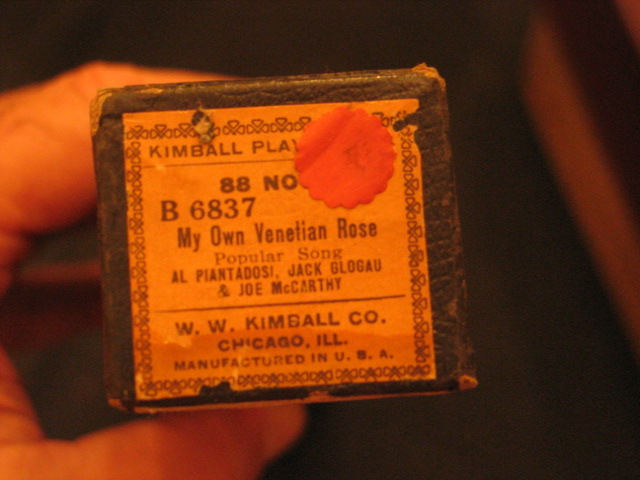 KIMBALL PLAY
88 NO
B 6837
My Own Venetian Rose
Popular Song
AL PIANTADOSI, JACK GLOGAU
& JOE McCARTHY
W. W. KIMBALL CO.
CHICAGO, ILL.
MANUFACTURED IN U. S. A.